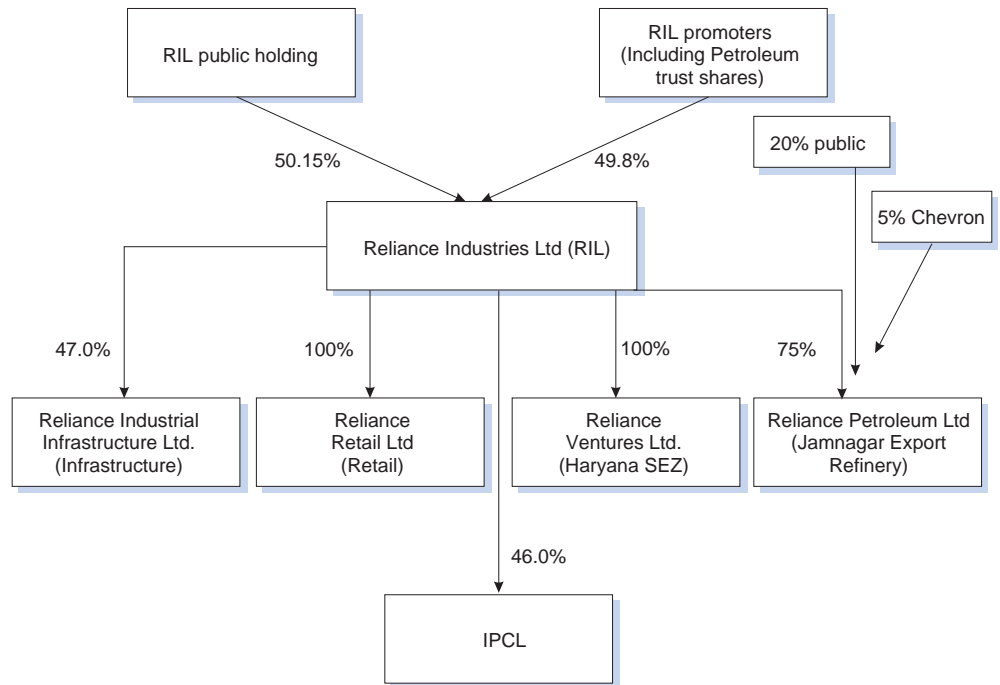 RIL public holding
RIL promoters
(Including Petroleum
trust shares)
20% public
50.15%
49.8%
5% Chevron
Reliance Industries Ltd (RIL)
47.0%
100%
100%
75%
Reliance Industrial
Infrastructure Ltd.
(Infrastructure)
Reliance
Retail Ltd
(Retail)
Reliance
Ventures Ltd.
(Haryana SEZ)
Reliance Petroleum Ltd
(Jamnagar Export
Refinery)
46.0%
IPCL